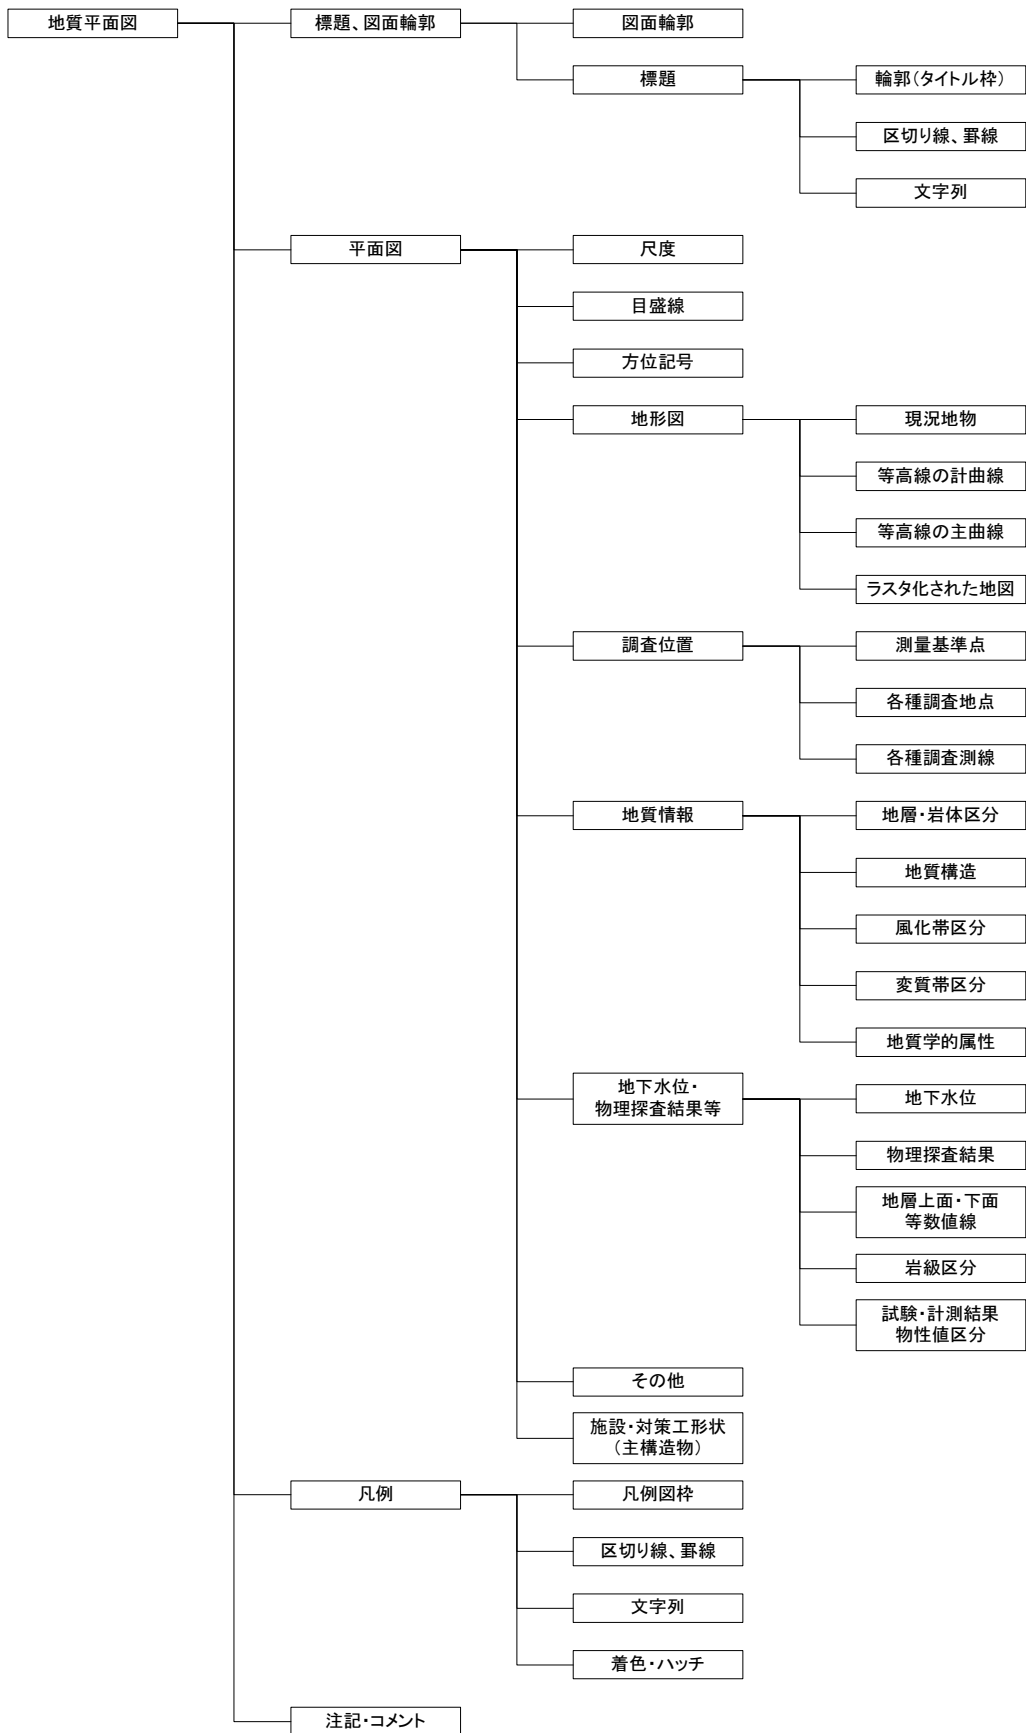 地質平面図
標題、図面輪郭
図面輪郭
標題
輪郭（タイトル枠）
区切り線、罫線
文字列
平面図
尺度
目盛線
方位記号
地形図
現況地物
等高線の計曲線
等高線の主曲線
ラスタ化された地図
調査位置
測量基準点
各種調査地点
各種調査測線
地質情報
地層・岩体区分
地質構造
風化帯区分
変質帯区分
地質学的属性
地下水位・
物理探査結果等
地下水位
物理探査結果
地層上面・下面
等数値線
岩級区分
試験・計測結果
物性値区分
その他
施設・対策工形状
（主構造物）
凡例
凡例図枠
区切り線、罫線
文字列
着色・ハッチ
注記・コメント